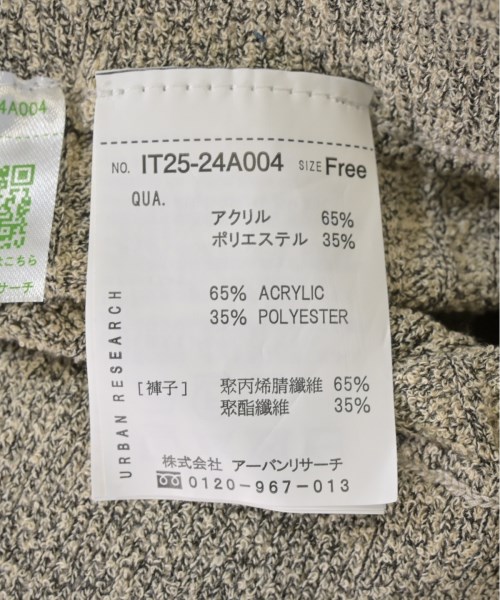 4A004
こちら
サーチ
NO. IT25-24A004 SIZE Free
QUA.
アクリル 65%
ポリエステル 35%
65% ACRYLIC
35% POLYESTER
[褲子] 聚丙烯腈纖維 65%
聚酯纖維 35%
URBAN RESEARCH
株式会社 アーバンリサーチ
0120-967-013